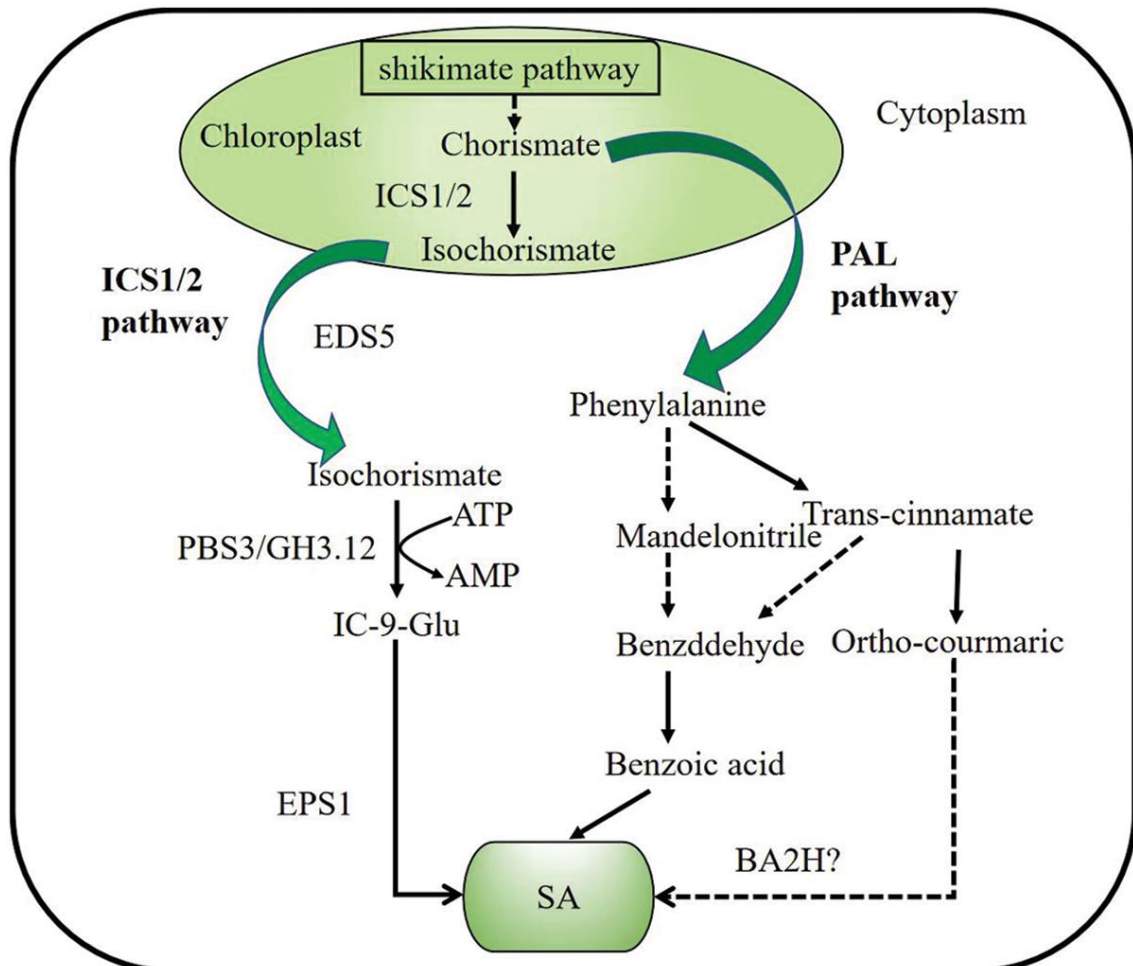 shikimate pathway
Chloroplast
Cytoplasm
Chorismate
ICS1/2
Isochorismate
ICS1/2
pathway
PAL
pathway
EDS5
Phenylalanine
Isochorismate
ATP
Trans-cinnamate
Mandelonitrile
PBS3/GH3.12
AMP
IC-9-Glu
Benzddehyde
Ortho-courmaric
Benzoic acid
EPS1
BA2H?
SA